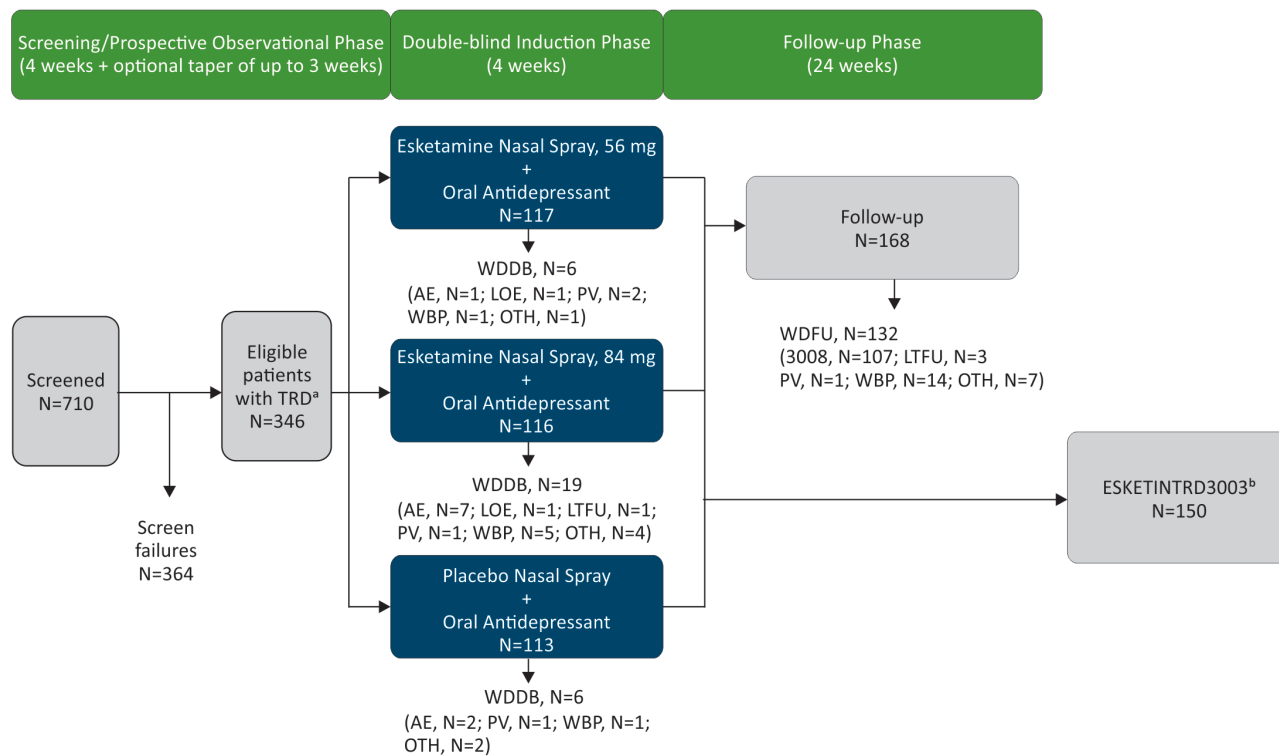 Screening/Prospective Observational Phase
(4 weeks + optional taper of up to 3 weeks)
Double-blind Induction Phase
(4 weeks)
Follow-up Phase
(24 weeks)
Screened
N=710
Screen
failures
N=364
Eligible
patients
with TRDᵃ
N=346
Esketamine Nasal Spray, 56 mg
+
Oral Antidepressant
N=117
WDDB, N=6
(AE, N=1; LOE, N=1; PV, N=2;
WBP, N=1; OTH, N=1)
Esketamine Nasal Spray, 84 mg
+
Oral Antidepressant
N=116
WDDB, N=19
(AE, N=7; LOE, N=1; LTFU, N=1;
PV, N=1; WBP, N=5; OTH, N=4)
Placebo Nasal Spray
+
Oral Antidepressant
N=113
WDDB, N=6
(AE, N=2; PV, N=1; WBP, N=1;
OTH, N=2)
Follow-up
N=168
WDFU, N=132
(3008, N=107; LTFU, N=3
PV, N=1; WBP, N=14; OTH, N=7)
ESKETINTRD3003ᵇ
N=150